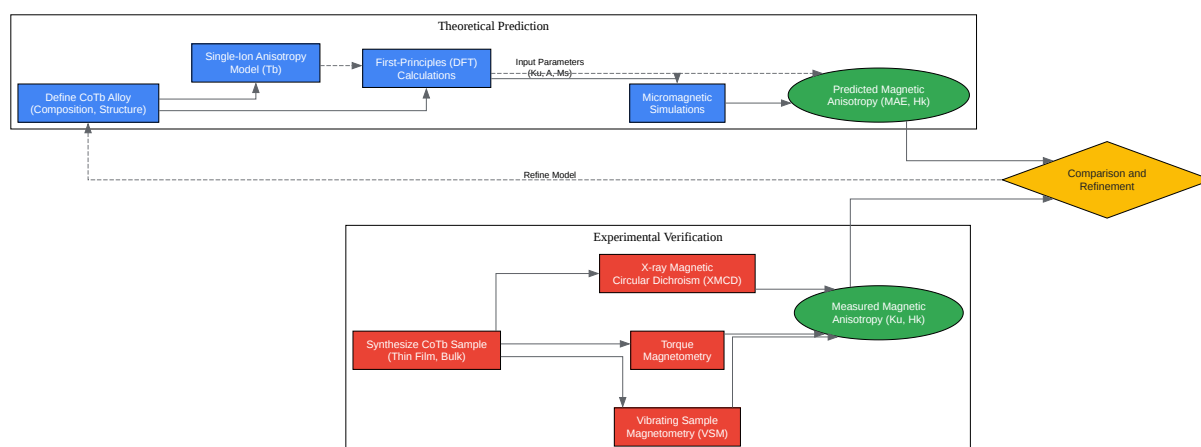 Theoretical Prediction
Single-Ion Anisotropy
Model (Tb)
First-Principles (DFT)
Calculations
Input Parameters
(Ku, A, Ms)
Define CoTb Alloy
(Composition, Structure)
Micromagnetic
Simulations
Predicted Magnetic
Anisotropy (MAE, Hk)
Comparison and
Refinement
Refine Model
Experimental Verification
X-ray Magnetic
Circular Dichroism (XMCD)
Measured Magnetic
Anisotropy (Ku, Hk)
Synthesize CoTb Sample
(Thin Film, Bulk)
Torque
Magnetometry
Vibrating Sample
Magnetometry (VSM)